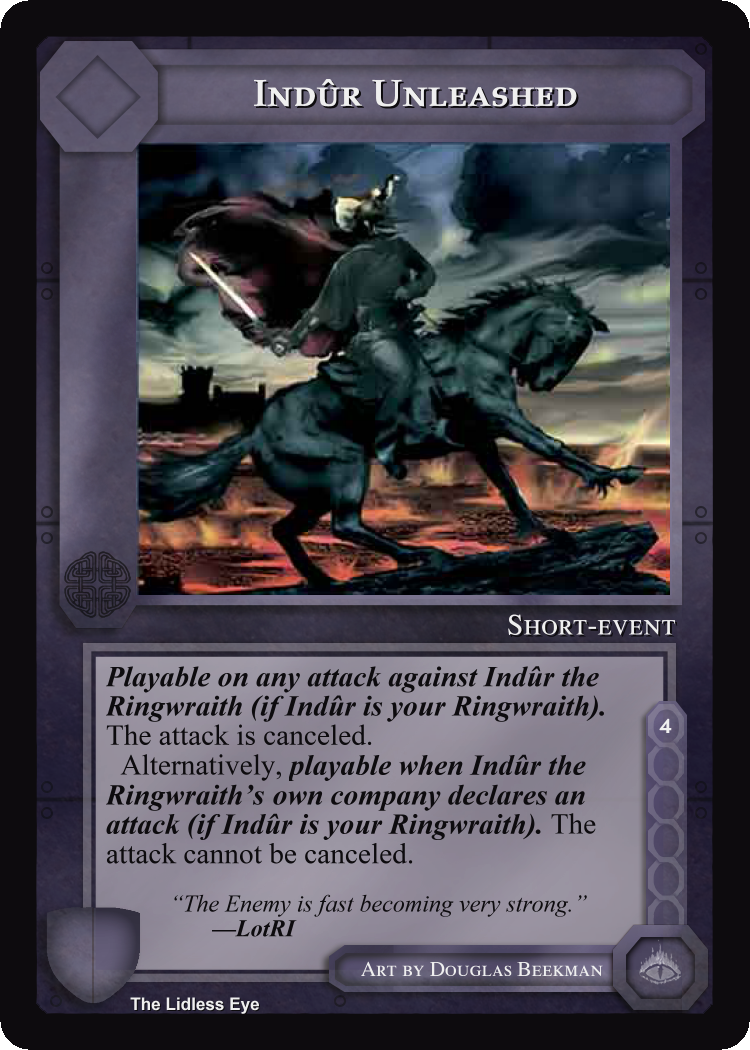 Indûr Unleashed
Short-event
Playable on any attack against Indûr the
Ringwraith (if Indûr is your Ringwraith).
The attack is canceled.
Alternatively, playable when Indûr the
Ringwraith's own company declares an
attack (if Indûr is your Ringwraith). The
attack cannot be canceled.
4
“The Enemy is fast becoming very strong.”
—LotRI
Art by Douglas Beekman
The Lidless Eye